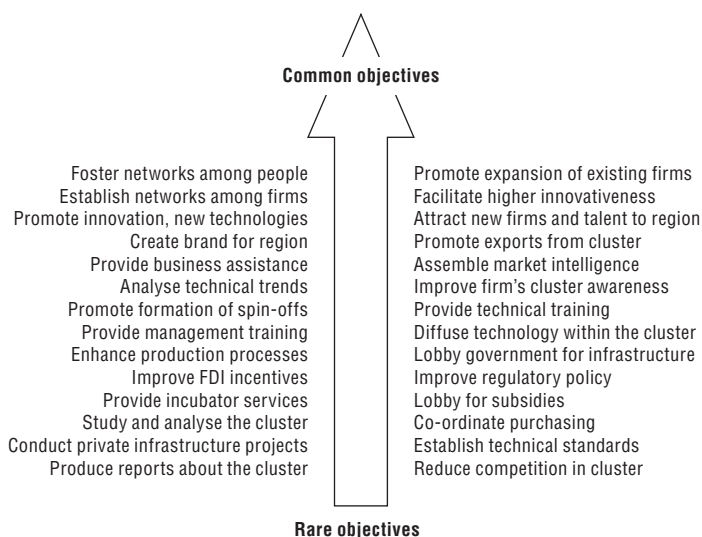 Common objectives
Foster networks among people
Establish networks among firms
Promote innovation, new technologies
Create brand for region
Provide business assistance
Analyse technical trends
Promote formation of spin-offs
Provide management training
Enhance production processes
Improve FDI incentives
Provide incubator services
Study and analyse the cluster
Conduct private infrastructure projects
Produce reports about the cluster
Promote expansion of existing firms
Facilitate higher innovativeness
Attract new firms and talent to region
Promote exports from cluster
Assemble market intelligence
Improve firm's cluster awareness
Provide technical training
Diffuse technology within the cluster
Lobby government for infrastructure
Improve regulatory policy
Lobby for subsidies
Co-ordinate purchasing
Establish technical standards
Reduce competition in cluster
Rare objectives